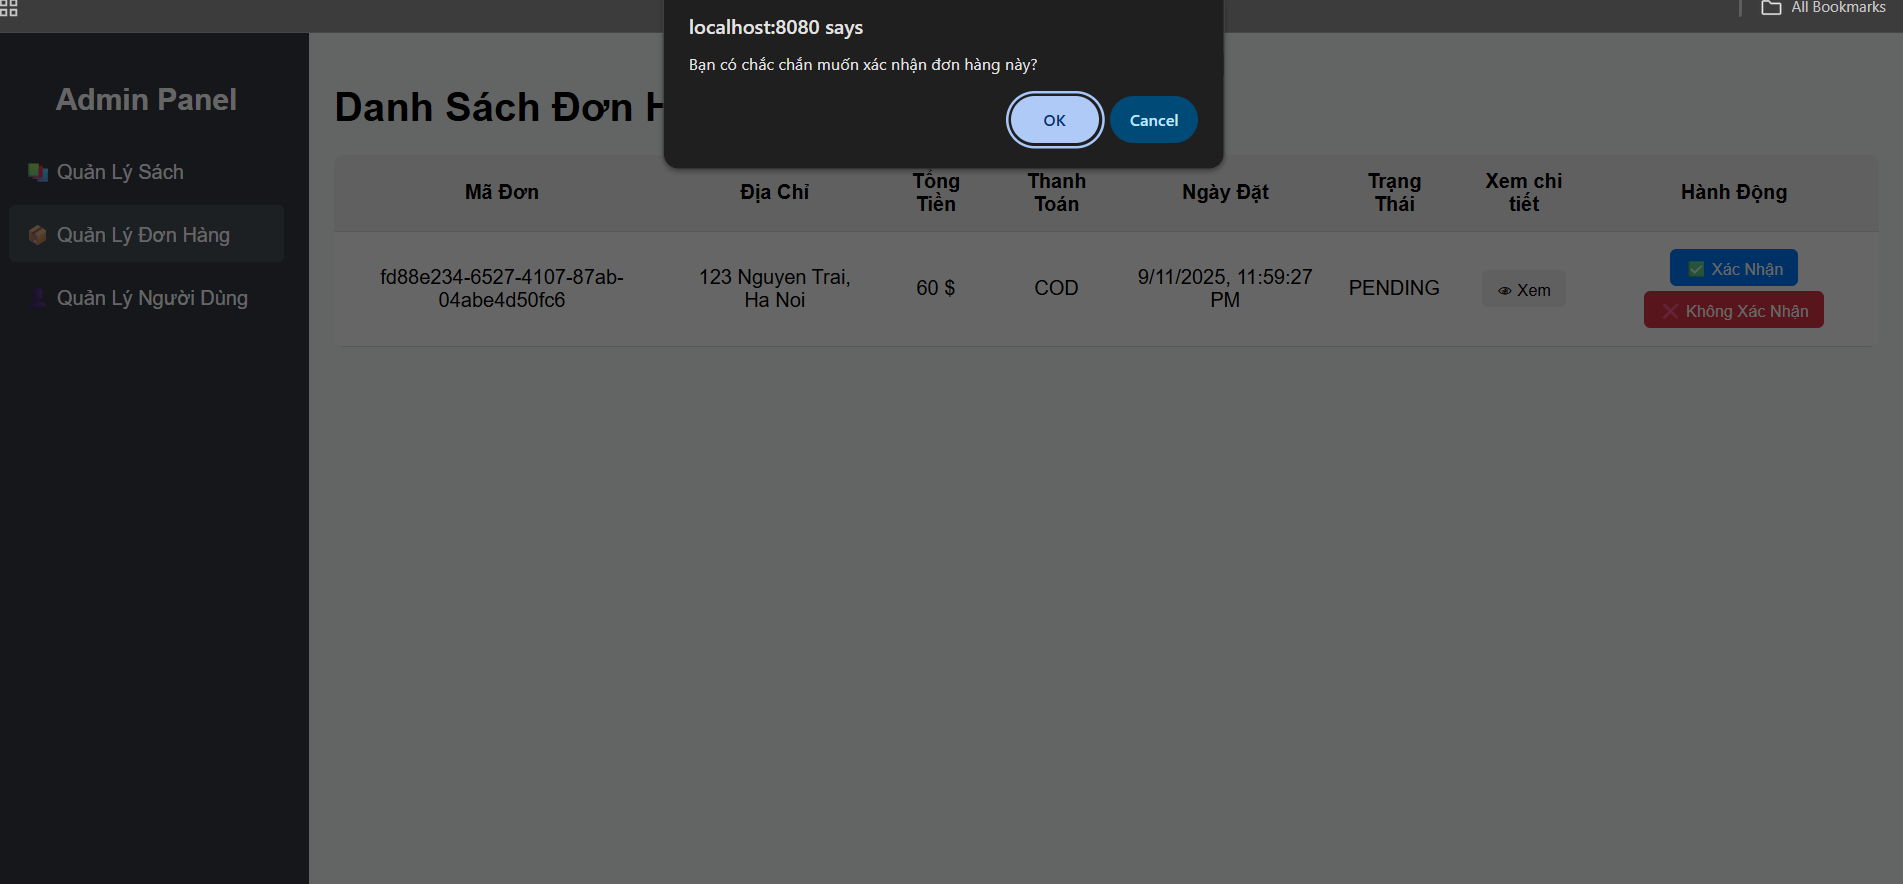 All Bookmarks
localhost:8080 says
Bạn có chắc chắn muốn xác nhận đơn hàng này?
OK
Cancel
Admin Panel
Quản Lý Sách
Quản Lý Đơn Hàng
Quản Lý Người Dùng
Danh Sách Đơn H
Mã Đơn
Địa Chỉ
Tổng
Tiền
Thanh
Toán
Ngày Đặt
Trạng
Thái
Xem chi
tiết
Hành Động
fd88e234-6527-4107-87ab-
04abe4d50fc6
123 Nguyen Trai,
Ha Noi
60 $
COD
9/11/2025, 11:59:27
PM
PENDING
Xem
Xác Nhận
Không Xác Nhận